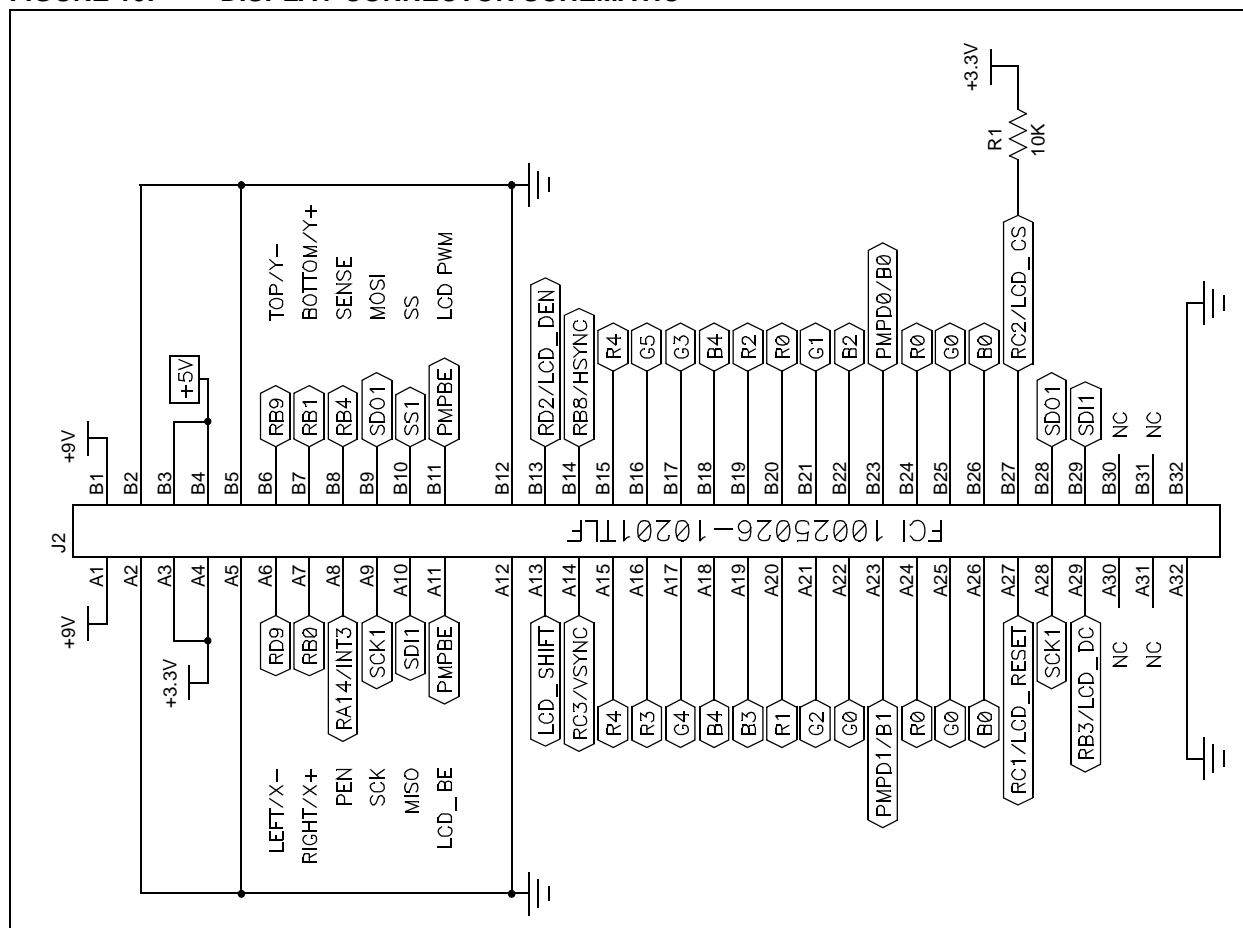 FIGURE DISPLAY CONNECTOR SCHEMATIC
J2
FCI 10025026-10201TLF
+9V A1 B1 +9V
A2 B2
A3 B3
+3.3V A4 B4 +5V
A5 B5
LEFT/X- RD9 A6 B6 RB9 TOP/Y-
RIGHT/X+ RB0 A7 B7 RB1 BOTTOM/Y+
PEN RA14/INT3 A8 B8 RB4 SENSE
SCK SCK1 A9 B9 SDO1 MOSI
MISO SDI1 A10 B10 SS1 SS
LCD_BE PMPBE A11 B11 PMPBE LCD PWM
A12 B12
LCD_SHIFT A13 B13 RD2/LCD_DEN
RC3/VSYNC A14 B14 RB8/HSYNC
R4 A15 B15 R4
R3 A16 B16 G5
G4 A17 B17 G3
B4 A18 B18 B4
B3 A19 B19 R2
R1 A20 B20 R0
G2 A21 B21 G1
G0 A22 B22 B2
PMPD1/B1 A23 B23 PMPD0/B0
R0 A24 B24 R0
G0 A25 B25 G0
B0 A26 B26 B0
RC1/LCD_RESET A27 B27 RC2/LCD_CS R1 10K +3.3V
SCK1 A28 B28 SDO1
RB3/LCD_DC A29 B29 SDI1
NC A30 B30 NC
NC A31 B31 NC
A32 B32